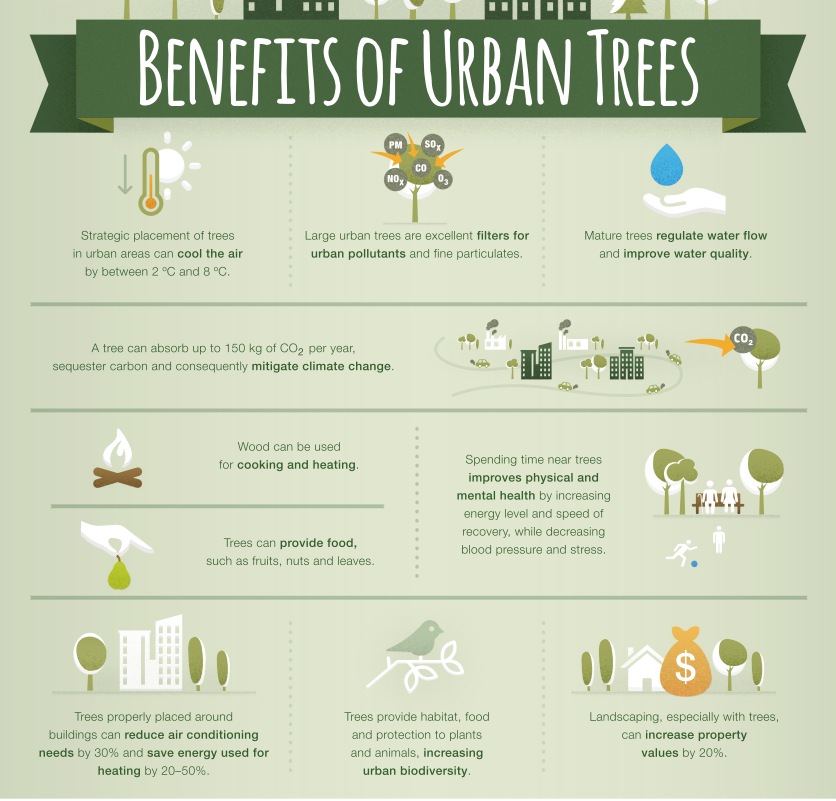 BENEFITS OF URBAN TREES
PM
SOx
CO
NOx
O3
Strategic placement of trees
in urban areas can cool the air
by between 2 ºC and 8 ºC.
Large urban trees are excellent filters for
urban pollutants and fine particulates.
Mature trees regulate water flow
and improve water quality.
A tree can absorb up to 150 kg of CO2 per year,
sequester carbon and consequently mitigate climate change.
CO2
Wood can be used
for cooking and heating.
Trees can provide food,
such as fruits, nuts and leaves.
Spending time near trees
improves physical and
mental health by increasing
energy level and speed of
recovery, while decreasing
blood pressure and stress.
$
Trees properly placed around
buildings can reduce air conditioning
needs by 30% and save energy used for
heating by 20–50%.
Trees provide habitat, food
and protection to plants
and animals, increasing
urban biodiversity.
Landscaping, especially with trees,
can increase property
values by 20%.